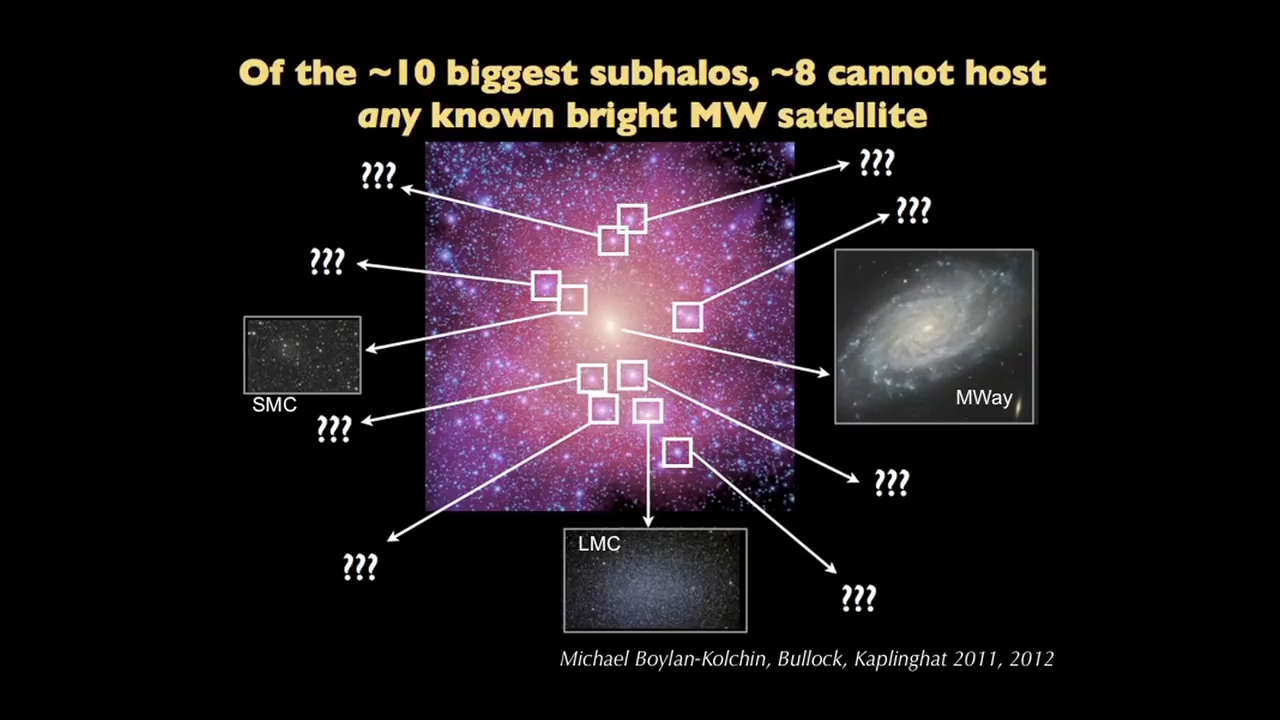 Of the ~10 biggest subhalos, ~8 cannot host
any known bright MW satellite
???
???
???
???
SMC
MWay
???
???
LMC
???
???
Michael Boylan-Kolchin, Bullock, Kaplinghat 2011, 2012